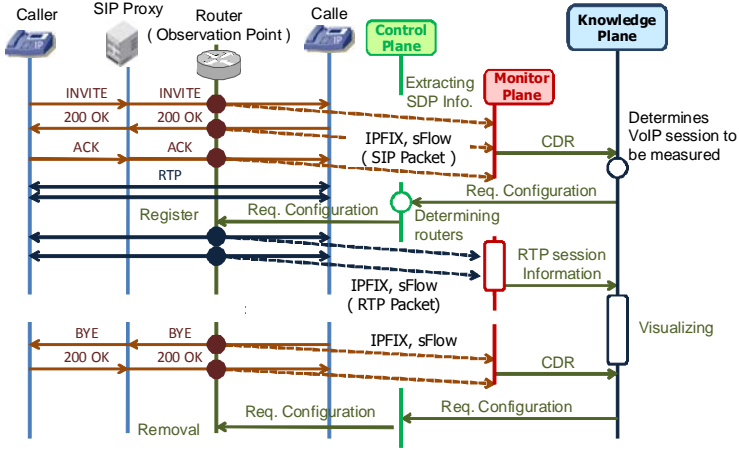 Caller
SIP Proxy
Router
( Observation Point )
Calle
Control
Plane
Knowledge
Plane
IP
IP
Extracting
SDP Info.
Monitor
Plane
INVITE
INVITE
200 OK
200 OK
ACK
ACK
IPFIX, sFlow
( SIP Packet )
CDR
Determines
VoIP session to
be measured
RTP
Req. Configuration
Register
Req. Configuration
Determining
routers
RTP session
Information
IPFIX, sFlow
( RTP Packet)
:
Visualizing
BYE
BYE
IPFIX, sFlow
200 OK
200 OK
CDR
Req. Configuration
Req. Configuration
Removal